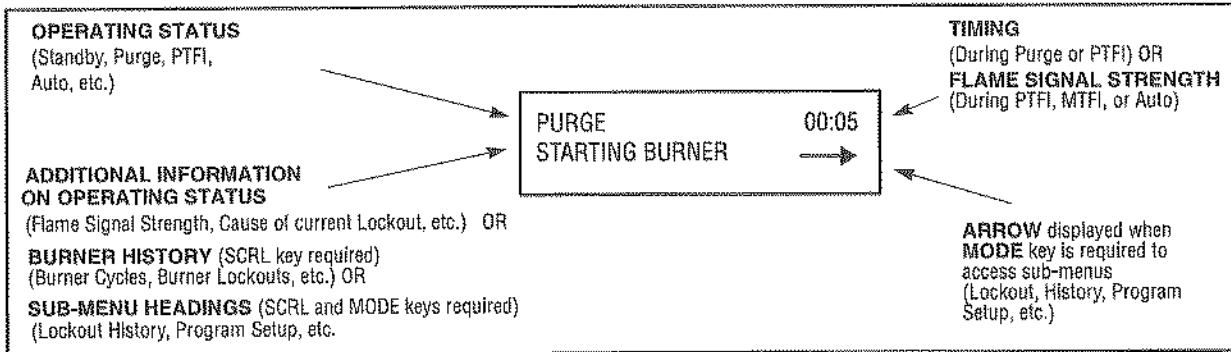 OPERATING STATUS
(Standby, Purge, PTFI,
Auto, etc.)
ADDITIONAL INFORMATION
ON OPERATING STATUS
(Flame Signal Strength, Cause of current Lockout, etc.) OR
BURNER HISTORY (SCRL key required)
(Burner Cycles, Burner Lockouts, etc.) OR
SUB-MENU HEADINGS (SCRL and MODE keys required)
(Lockout History, Program Setup, etc.
PURGE 00:05
STARTING BURNER
TIMING
(During Purge or PTFI) OR
FLAME SIGNAL STRENGTH
(During PTFI, MTFI, or Auto)
ARROW displayed when
MODE key is required to
access sub-menus
(Lockout, History, Program
Setup, etc.)